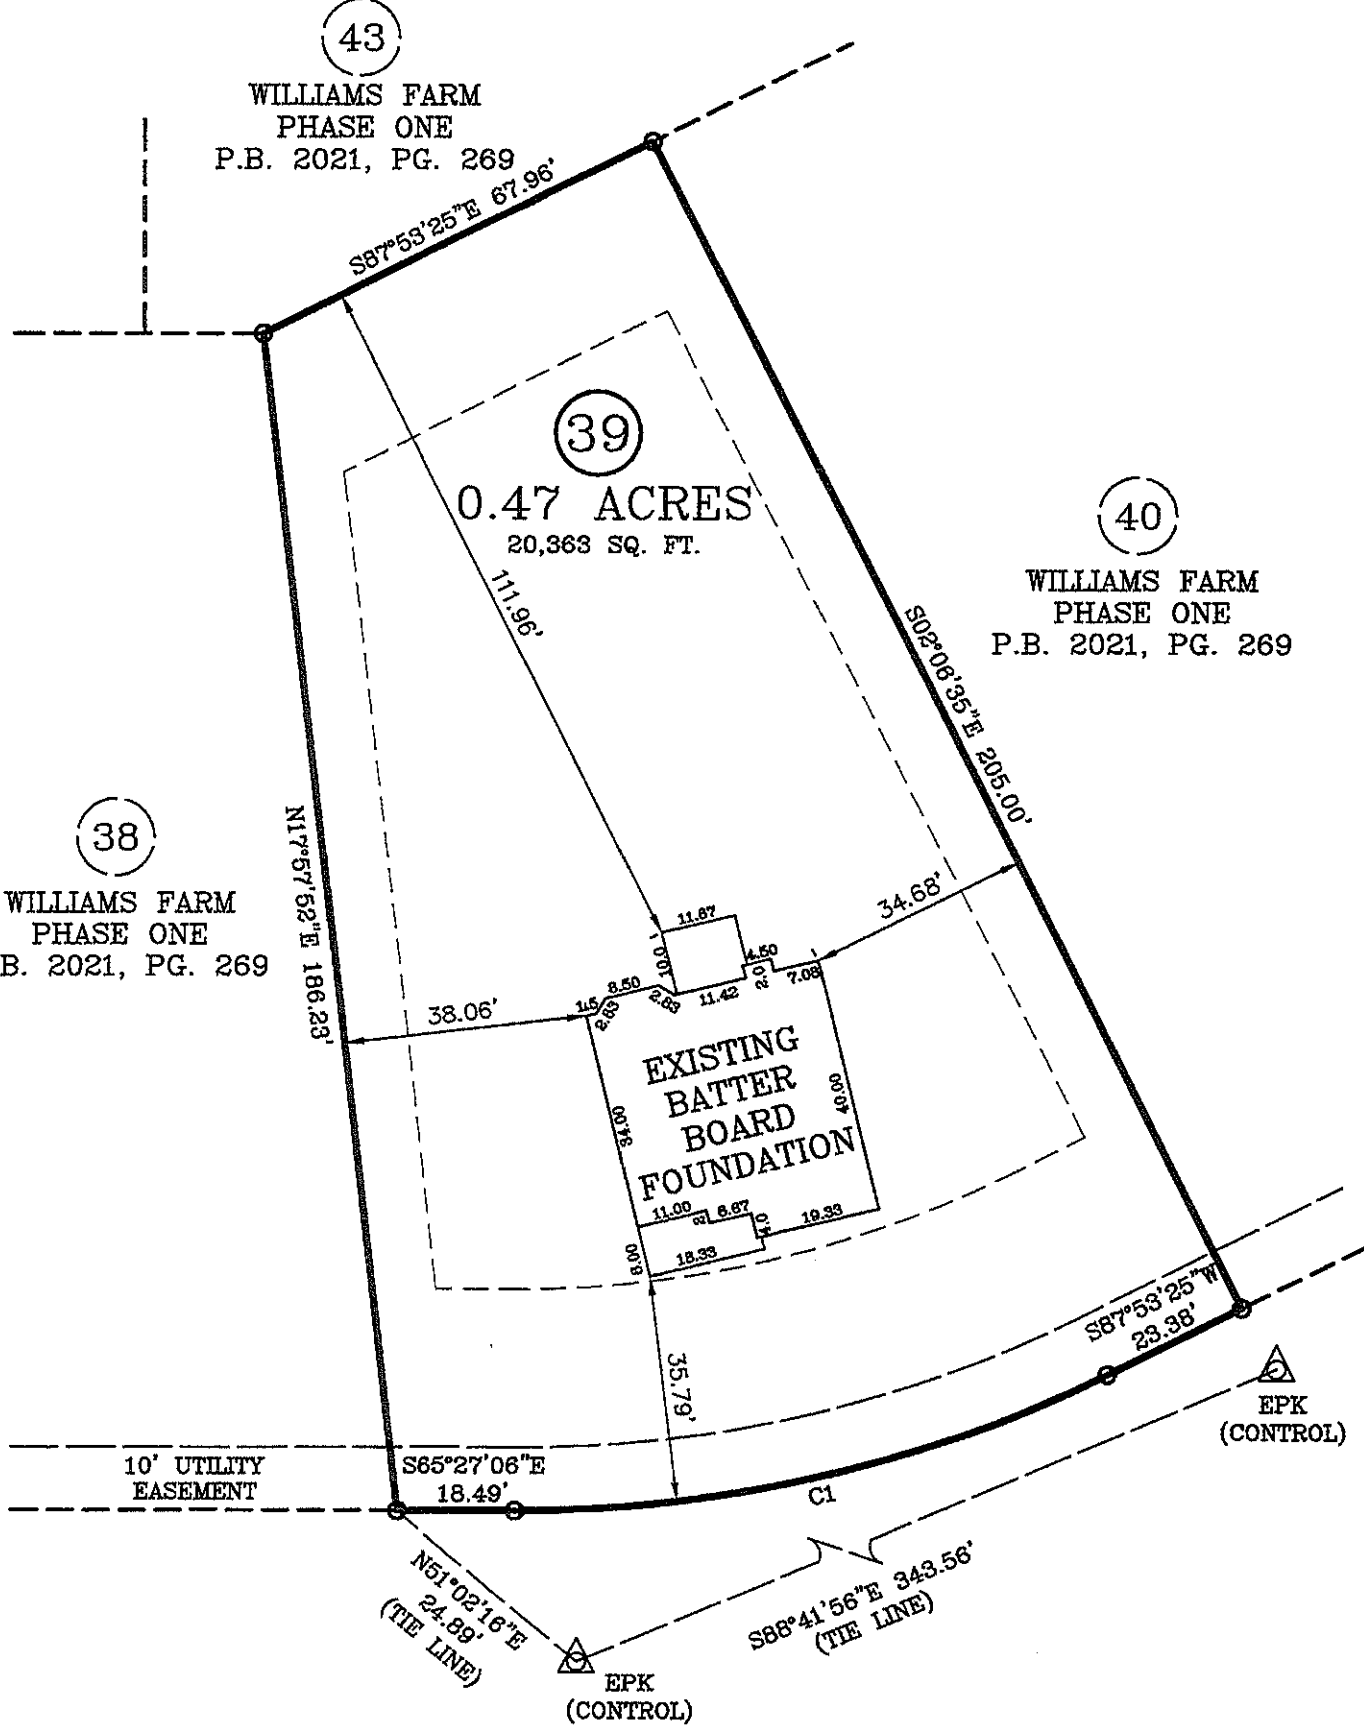 43
WILLIAMS FARM
PHASE ONE
P.B. 2021, PG. 269
S87°53'25"E 67.96'
39
0.47 ACRES
20,363 SQ. FT.
111.96'
40
WILLIAMS FARM
PHASE ONE
P.B. 2021, PG. 269
S02°06'35"E 205.00'
38
WILLIAMS FARM
PHASE ONE
B. 2021, PG. 269
N17°57'52"E 186.23'
34.68'
38.06'
11.67
10.0
4.50
2.0
7.08
8.50
1.5
2.83
2.83
11.42
EXISTING
BATTER
BOARD
FOUNDATION
34.00
40.00
11.00
2
6.67
4.0
19.33
8.00
18.33
35.79'
S87°53'25"W
23.38'
EPK
(CONTROL)
10' UTILITY
EASEMENT
S65°27'06"E
18.49'
C1
N51°02'16"E
24.89'
(TIE LINE)
S88°41'56"E 343.56'
(TIE LINE)
EPK
(CONTROL)